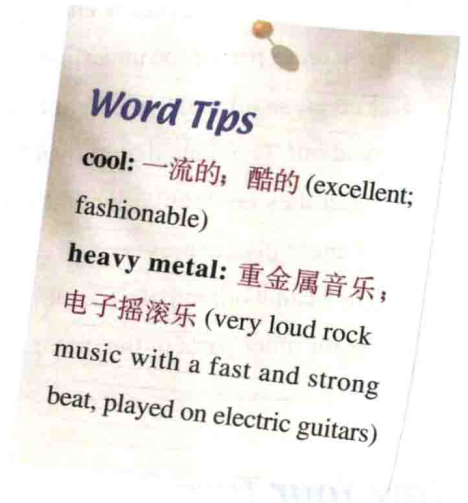 Word Tips
cool: 一流的；酷的 (excellent;
fashionable)
heavy metal: 重金属音乐；
电子摇滚乐 (very loud rock
music with a fast and strong
beat, played on electric guitars)